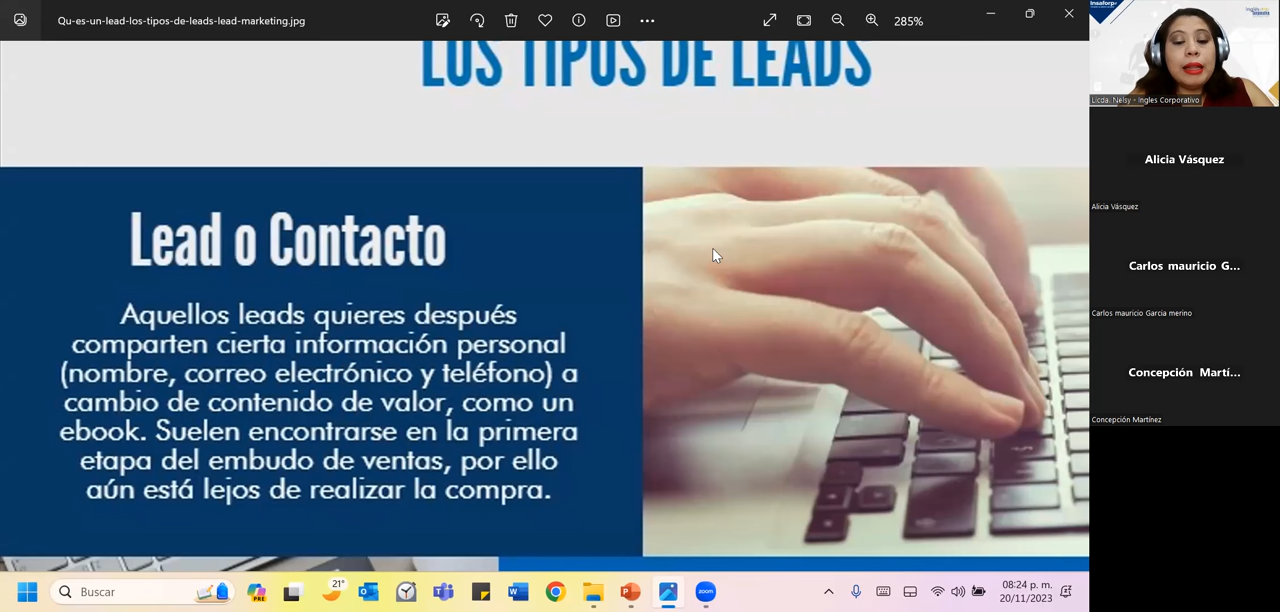 Qu-es-un-lead-los-tipos-de-leads-lead-marketing.jpg
285%
LOS TIPOS DE LEADS
Lead o Contacto
Aquellos leads quieres después
comparten cierta información personal
(nombre, correo electrónico y teléfono) a
cambio de contenido de valor, como un
ebook. Suelen encontrarse en la primera
etapa del embudo de ventas, por ello
aún está lejos de realizar la compra.
Insaforp
Licda. Nelsy - Ingles Corporativo
Alicia Vásquez
Alicia Vásquez
Carlos mauricio G...
Carlos mauricio Garcia merino
Concepción Martí...
Concepción Martínez
Buscar
PRE
21°
zoom
08:24 p. m.
20/11/2023